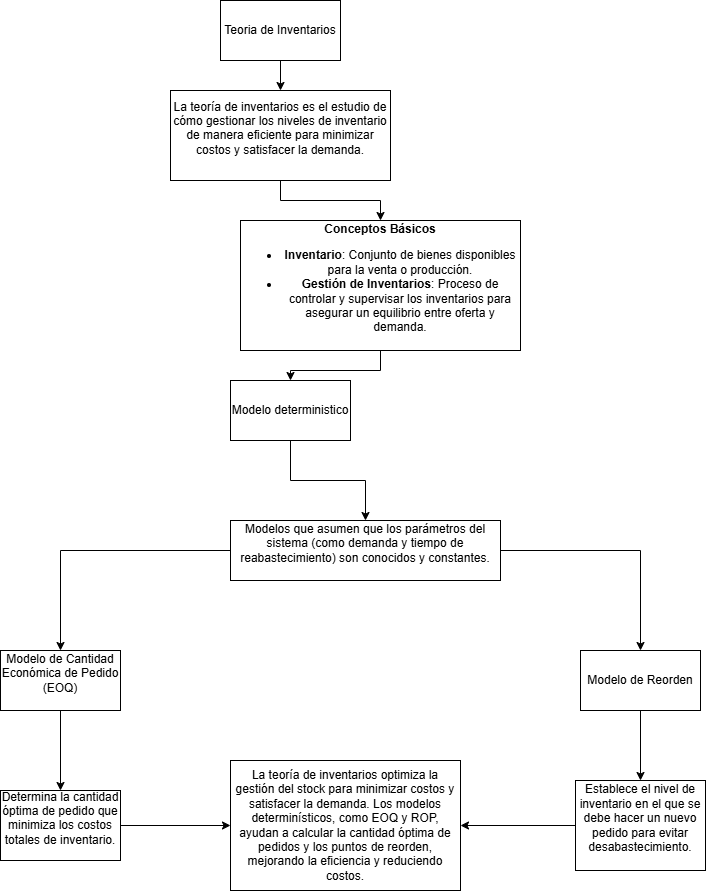 Teoria de Inventarios
La teoría de inventarios es el estudio de
cómo gestionar los niveles de inventario
de manera eficiente para minimizar
costos y satisfacer la demanda.
Conceptos Básicos
• Inventario: Conjunto de bienes disponibles
para la venta o producción.
• Gestión de Inventarios: Proceso de
controlar y supervisar los inventarios para
asegurar un equilibrio entre oferta y
demanda.
Modelo deterministico
Modelos que asumen que los parámetros del
sistema (como demanda y tiempo de
reabastecimiento) son conocidos y constantes.
Modelo de Cantidad
Económica de Pedido
(EOQ)
Modelo de Reorden
Determina la cantidad
óptima de pedido que
minimiza los costos
totales de inventario.
La teoría de inventarios optimiza la
gestión del stock para minimizar costos y
satisfacer la demanda. Los modelos
determinísticos, como EOQ y ROP,
ayudan a calcular la cantidad óptima de
pedidos y los puntos de reorden,
mejorando la eficiencia y reduciendo
costos.
Establece el nivel de
inventario en el que se
debe hacer un nuevo
pedido para evitar
desabastecimiento.